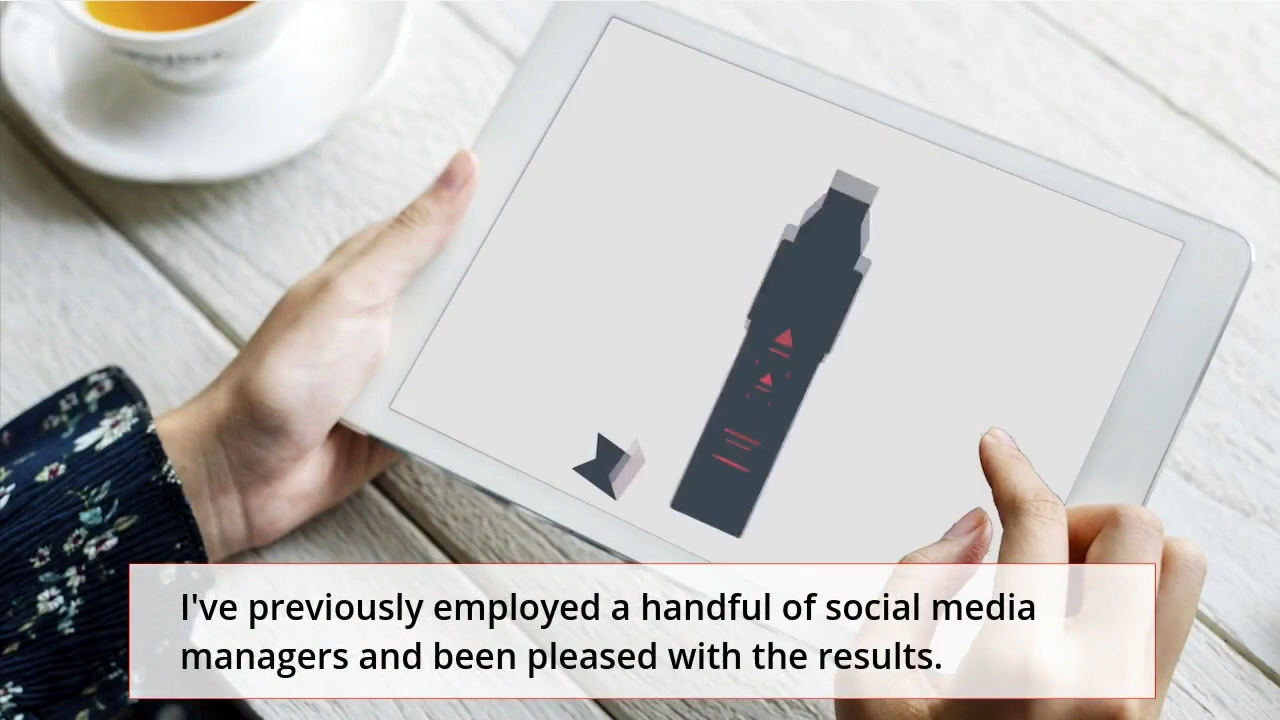 I've previously employed a handful of social media
managers and been pleased with the results.